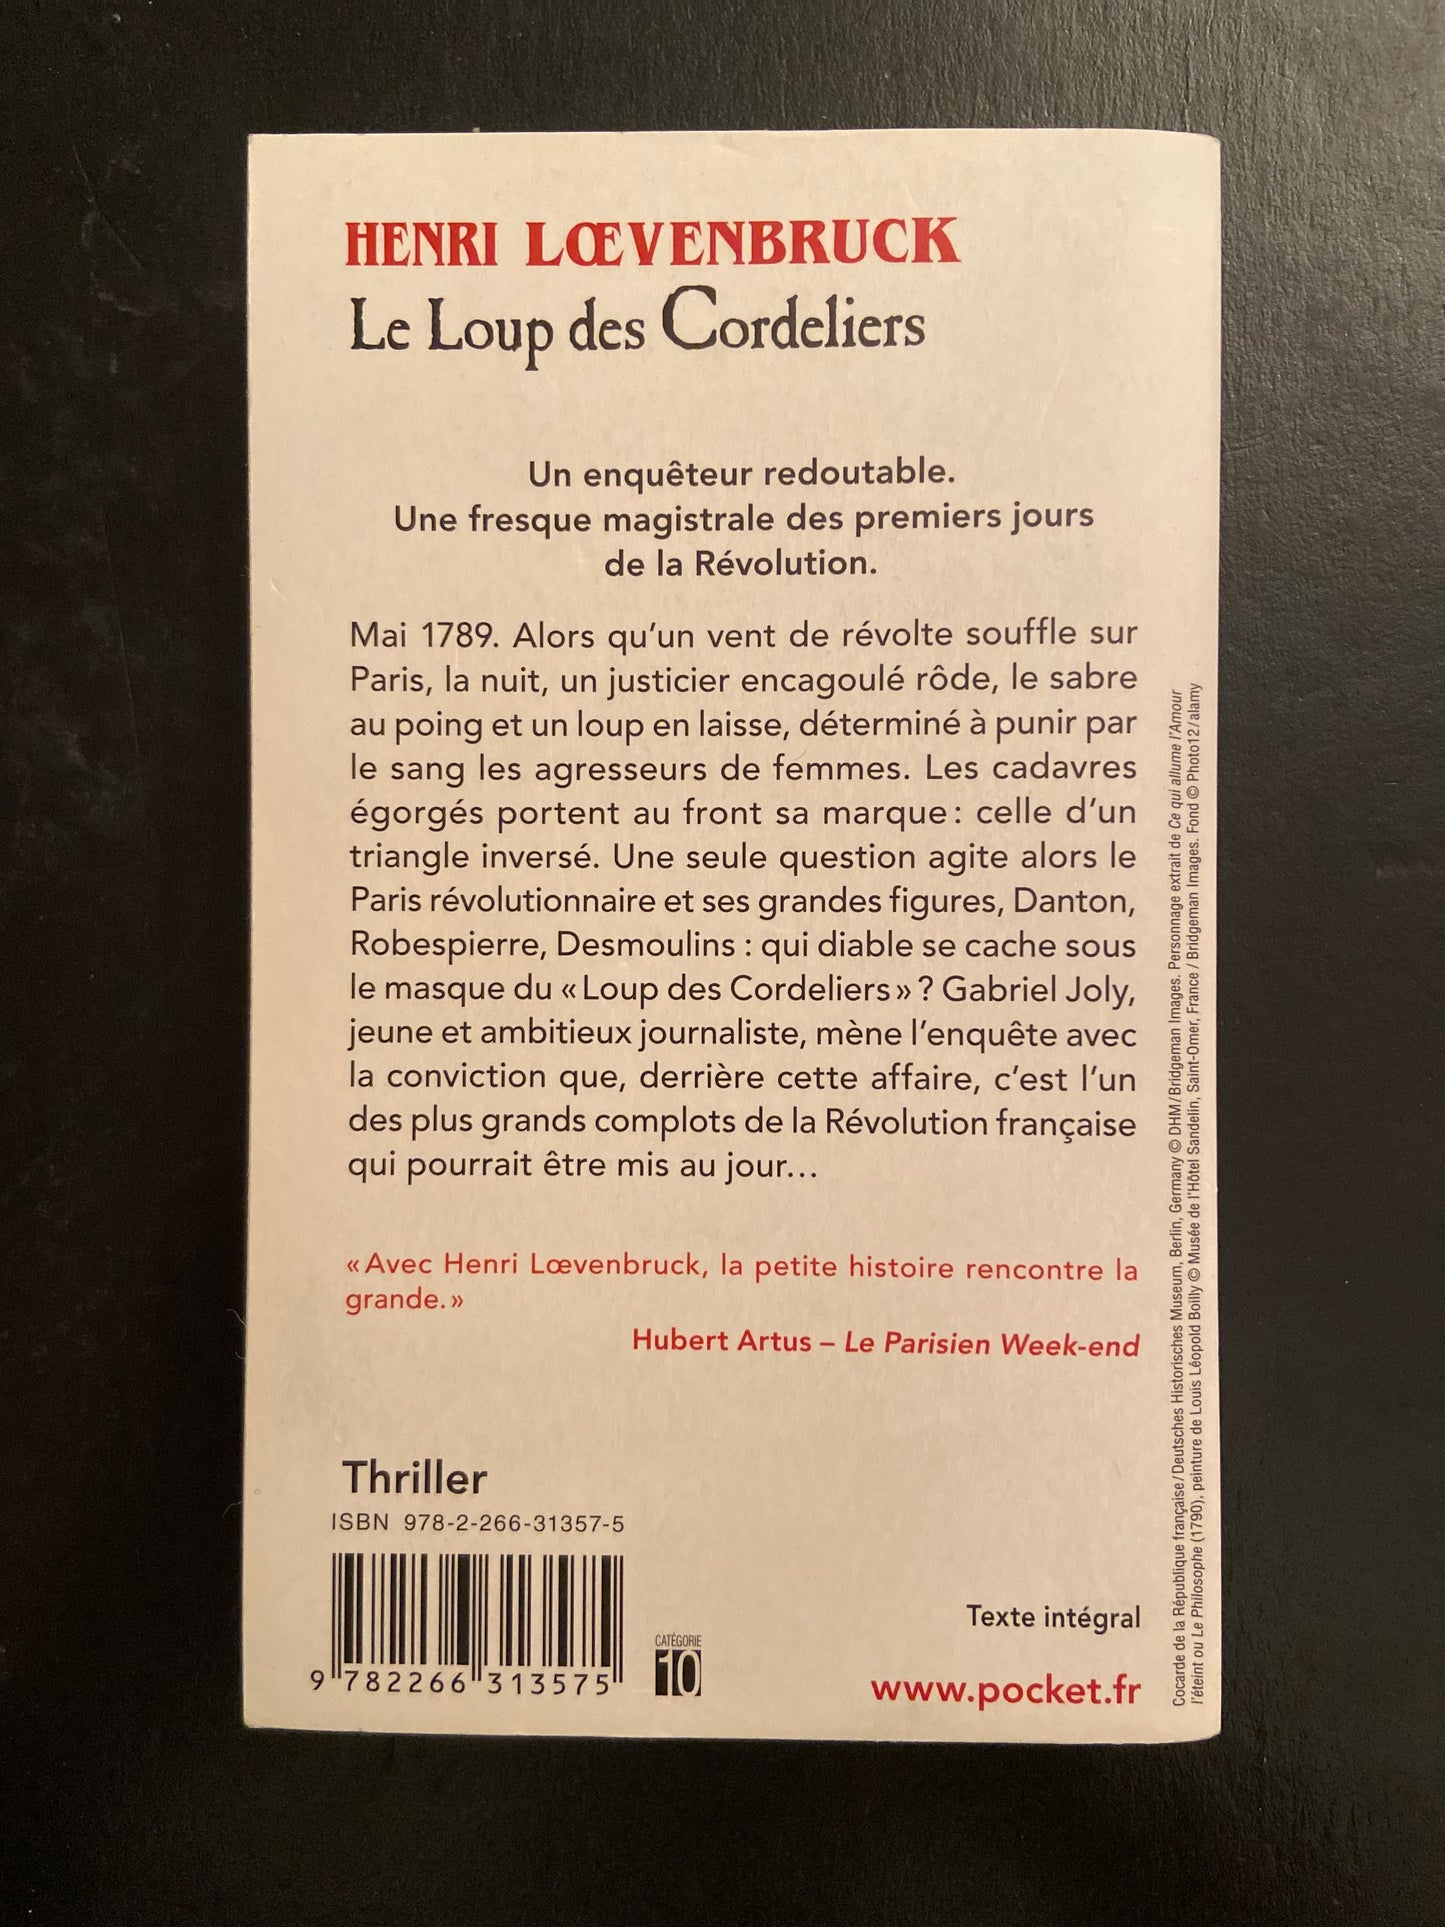 HENRI LŒVENBRUCK
Le Loup des Cordeliers
Un enquêteur redoutable.
Une fresque magistrale des premiers jours
de la Révolution.
Mai 1789. Alors qu’un vent de révolte souffle sur
Paris, la nuit, un justicier encagoulé rôde, le sabre
au poing et un loup en laisse, déterminé à punir par
le sang les agresseurs de femmes. Les cadavres
égorgés portent au front sa marque : celle d’un
triangle inversé. Une seule question agite alors le
Paris révolutionnaire et ses grandes figures, Danton,
Robespierre, Desmoulins : qui diable se cache sous
le masque du « Loup des Cordeliers » ? Gabriel Joly,
jeune et ambitieux journaliste, mène l’enquête avec
la conviction que, derrière cette affaire, c’est l’un
des plus grands complots de la Révolution française
qui pourrait être mis au jour…
« Avec Henri Lœvenbruck, la petite histoire rencontre la
grande. »
Hubert Artus – Le Parisien Week-end
Thriller
ISBN 978-2-266-31357-5
9 782266 313575
CATÉGORIE
10
Texte intégral
www.pocket.fr
Cocarde de la République française / Deutsches Historisches Museum, Berlin, Germany © DHM / Bridgeman Images. Personnage extrait de Ce qui allume l’Amour
l’éteint ou Le Philosophe (1790), peinture de Louis Léopold Boilly © Musée de l’Hôtel Sandelin, Saint-Omer, France / Bridgeman Images. Fond © Photo12 / alamy